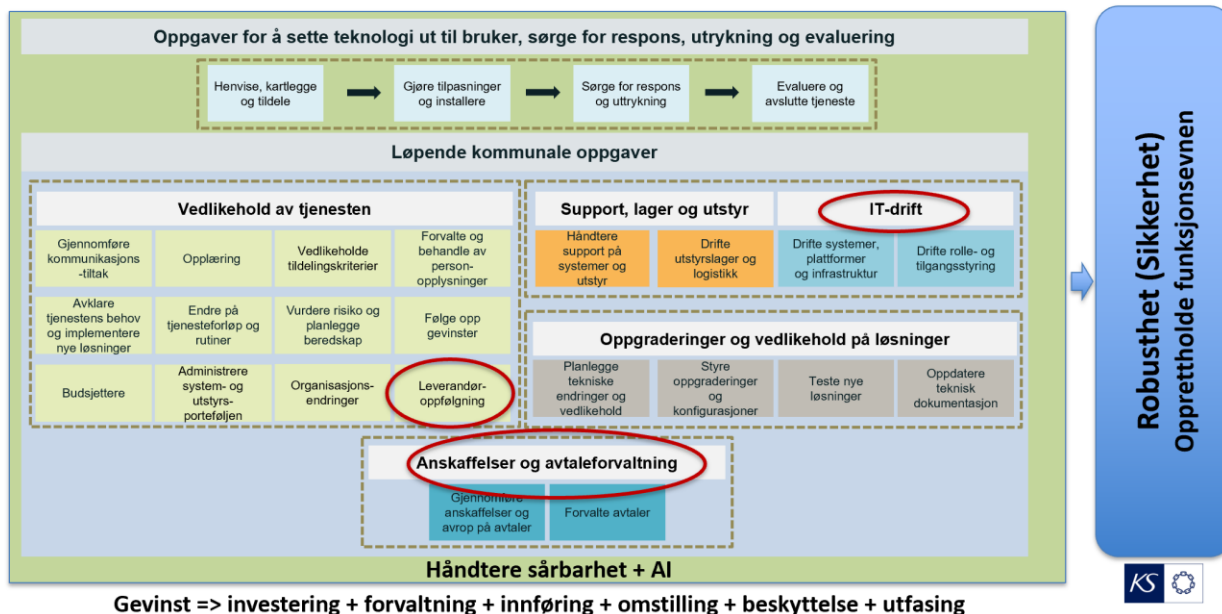 Oppgaver for å sette teknologi ut til bruker, sørge for respons, utrykning og evaluering
Henvise, kartlegge
og tildele
Gjøre tilpasninger
og installere
Sørge for respons
og uttrykning
Evaluere og
avslutte tjeneste
Løpende kommunale oppgaver
Vedlikehold av tjenesten
Gjennomføre
kommunikasjons
-tiltak
Opplæring
Vedlikeholde
tildelingskriterier
Forvalte og
behandle av
person-
opplysninger
Avklare
tjenestens behov
og implementere
nye løsninger
Endre på
tjenesteforløp og
rutiner
Vurdere risiko og
planlegge
beredskap
Følge opp
gevinster
Budsjettere
Administrere
system- og
utstyrs-
porteføljen
Organisasjons-
endringer
Leverandør-
oppfølgning
Support, lager og utstyr
IT-drift
Håndtere
support på
systemer og
utstyr
Drifte
utstyrslager og
logistikk
Drifte systemer,
plattformer
og infrastruktur
Drifte rolle- og
tilgangsstyring
Oppgraderinger og vedlikehold på løsninger
Planlegge
tekniske
endringer og
vedlikehold
Styre
oppgraderinger
og
konfigurasjoner
Teste nye
løsninger
Oppdatere
teknisk
dokumentasjon
Anskaffelser og avtaleforvaltning
Gjennomføre
anskaffelser og
avrop på avtaler
Forvalte avtaler
Håndtere sårbarhet + AI
Gevinst => investering + forvaltning + innføring + omstilling + beskyttelse + utfasing
Robusthet (Sikkerhet)
Opprettholde funksjonsevnen
KS